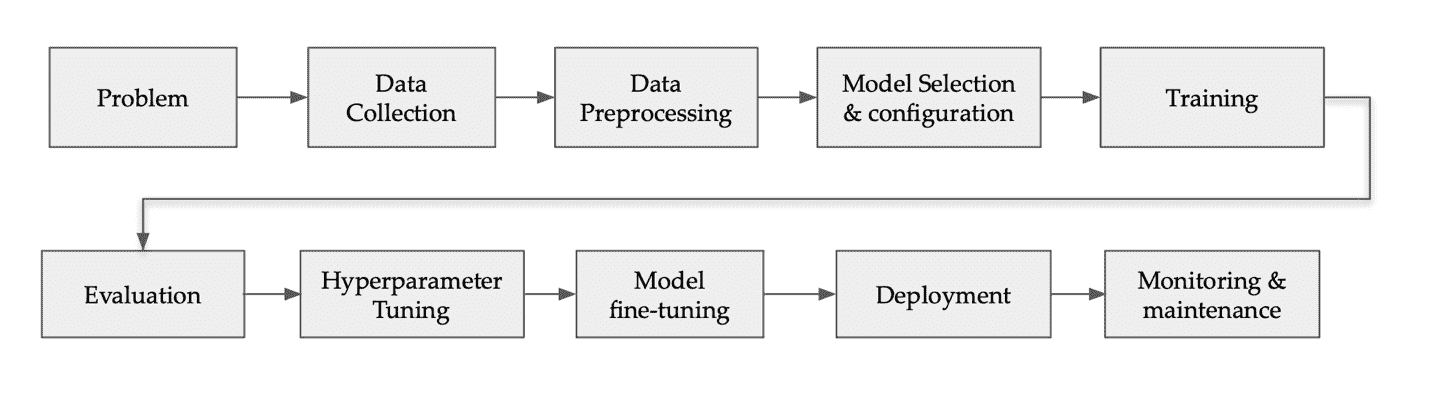 Problem
Data
Collection
Data
Preprocessing
Model Selection
& configuration
Training
Evaluation
Hyperparameter
Tuning
Model
fine-tuning
Deployment
Monitoring &
maintenance